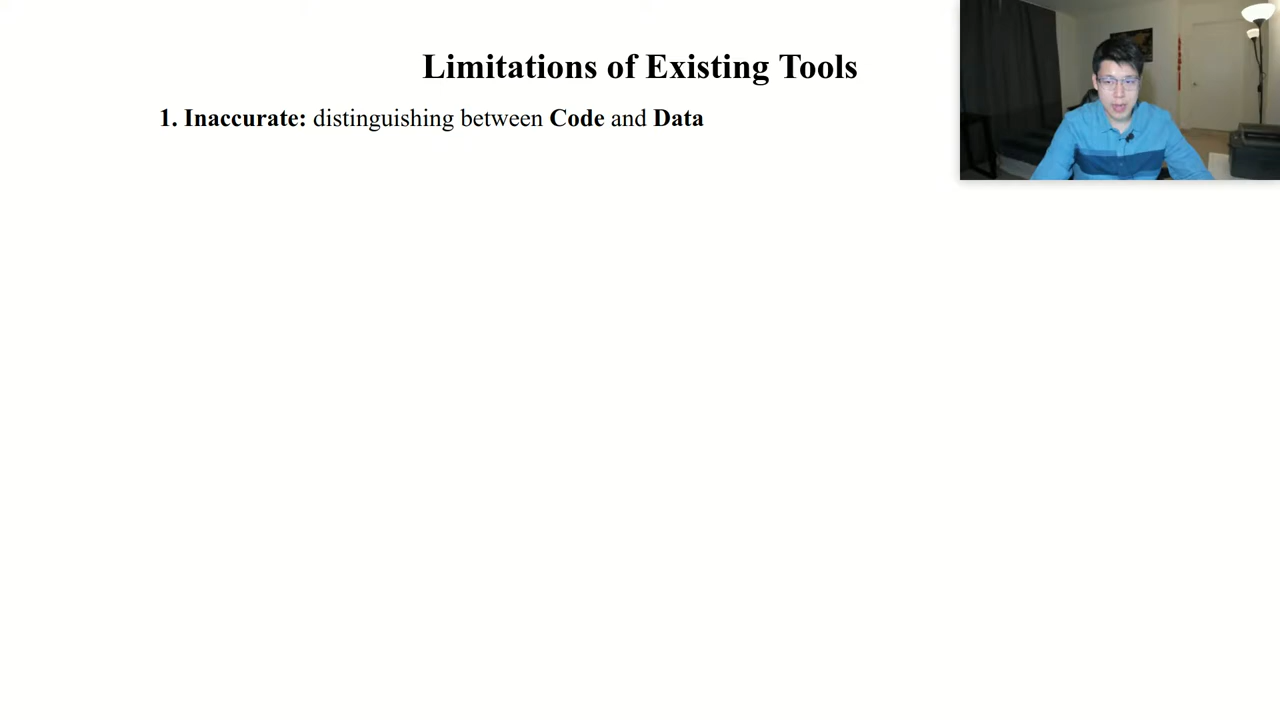 Limitations of Existing Tools
1. Inaccurate: distinguishing between Code and Data